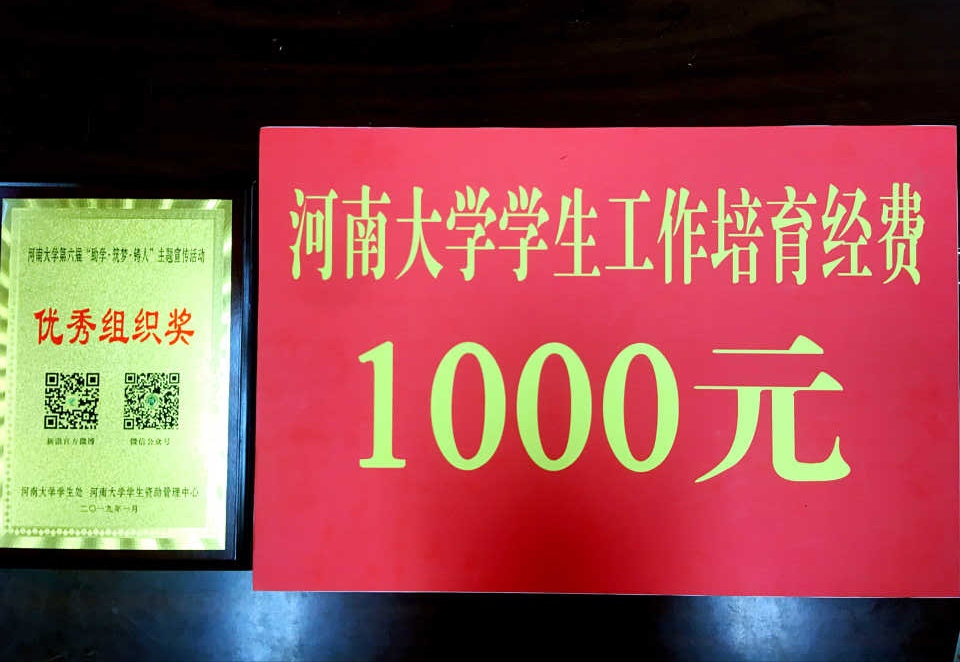 河南大学第六届“助学·筑梦·铸人”主题宣传活动
优秀组织奖
新浪官方微博 微信公众号
河南大学学生处 河南大学学生资助管理中心
二〇一九年一月
河南大学学生工作培育经费
1000元